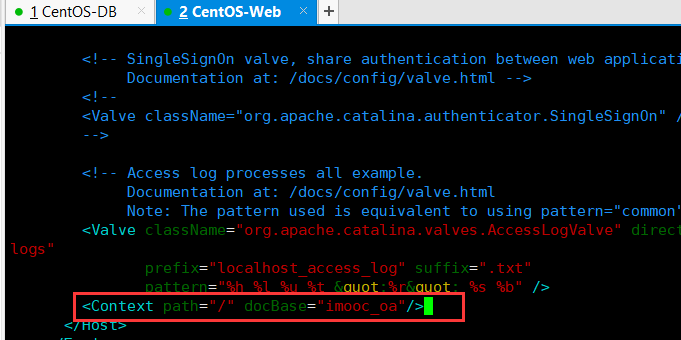 1 CentOS-DB × 2 CentOS-Web × +
<!-- SingleSignOn valve, share authentication between web applicati
Documentation at: /docs/config/valve.html -->
<!--
<Valve className="org.apache.catalina.authenticator.SingleSignOn" /
-->
<!-- Access log processes all example.
Documentation at: /docs/config/valve.html
Note: The pattern used is equivalent to using pattern="common"
<Valve className="org.apache.catalina.valves.AccessLogValve" direct
logs"
prefix="localhost_access_log" suffix=".txt"
pattern="%h %l %u %t &quot;%r&quot; %s %b" />
<Context path="/" docBase="imooc_oa"/>
</Host>
</Engine>